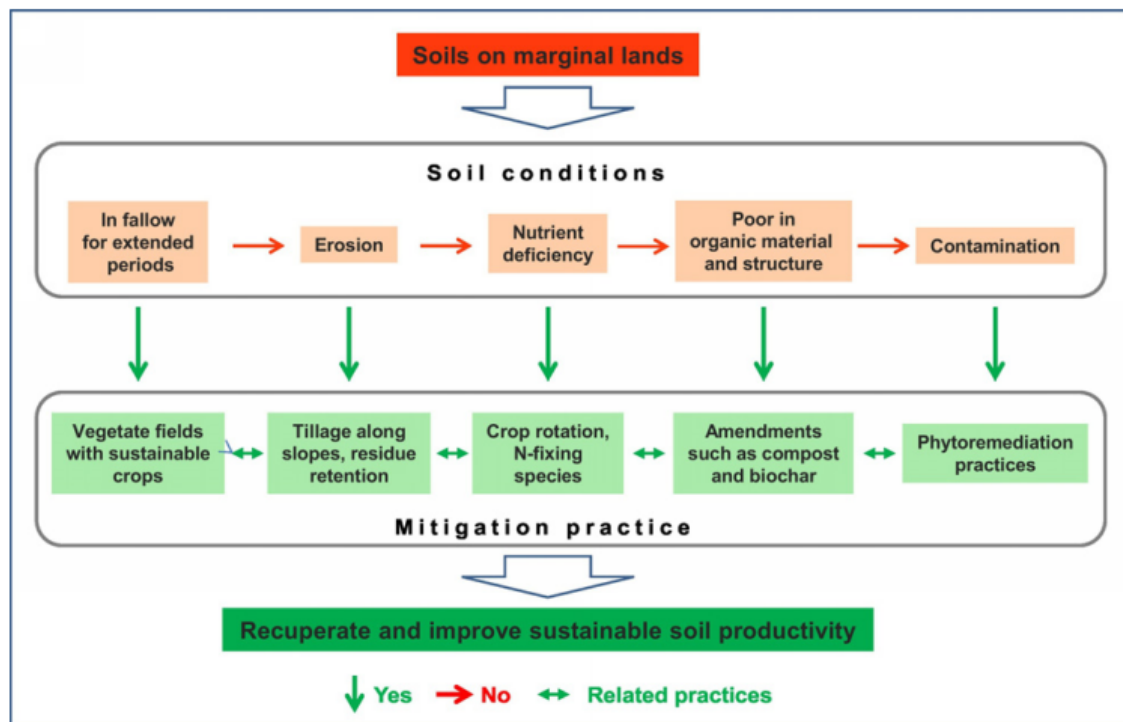 Soils on marginal lands
Soil conditions
In fallow
for extended
periods
Erosion
Nutrient
deficiency
Poor in
organic material
and structure
Contamination
Vegetate fields
with sustainable
crops
Tillage along
slopes, residue
retention
Crop rotation,
N-fixing
species
Amendments
such as compost
and biochar
Phytoremediation
practices
Mitigation practice
Recuperate and improve sustainable soil productivity
Yes
No
Related practices